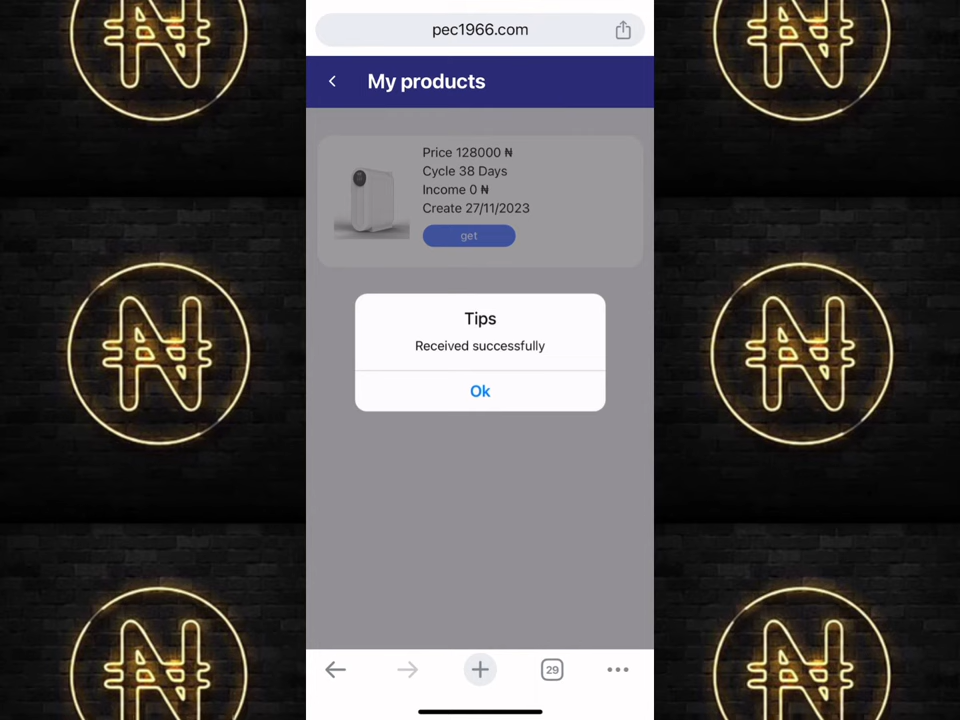 pec1966.com
My products
Price 128000 ₦
Cycle 38 Days
Income 0 ₦
Create 27/11/2023
get
Tips
Received successfully
Ok
29